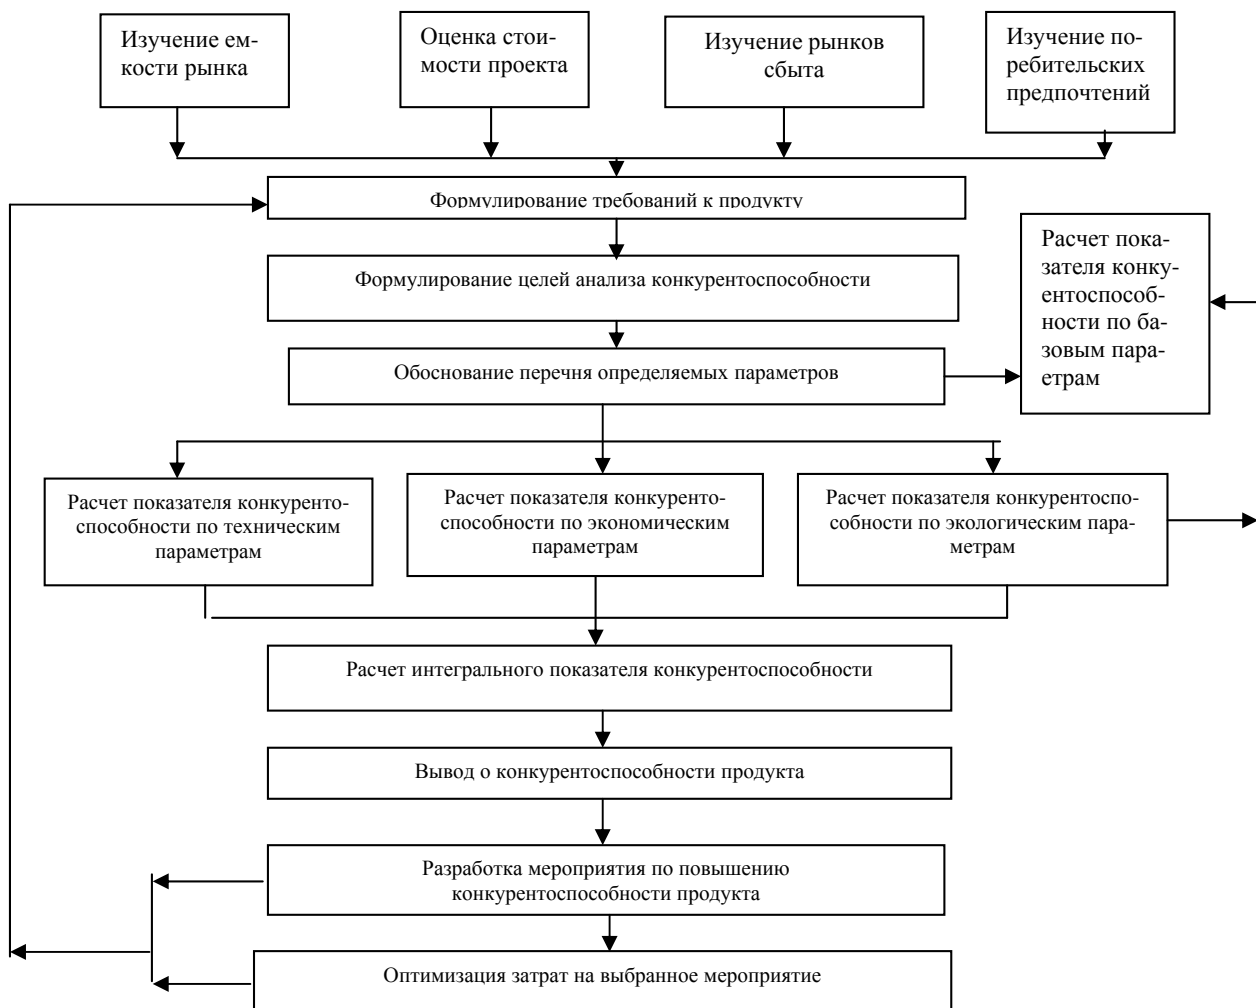 Изучение ем-
кости рынка
Оценка стои-
мости проекта
Изучение рынков
сбыта
Изучение по-
ребительских
предпочтений
Формулирование требований к продукту
Формулирование целей анализа конкурентоспособности
Расчет пока-
зателя конку-
ентоспособ-
ности по ба-
зовым пара-
етрам
Обоснование перечня определяемых параметров
Расчет показателя конкуренто-
способности по техническим
параметрам
Расчет показателя конкуренто-
способности по экономическим
параметрам
Расчет показателя конкурентоспо-
собности по экологическим пара-
метрам
Расчет интегрального показателя конкурентоспособности
Вывод о конкурентоспособности продукта
Разработка мероприятия по повышению
конкурентоспособности продукта
Оптимизация затрат на выбранное мероприятие